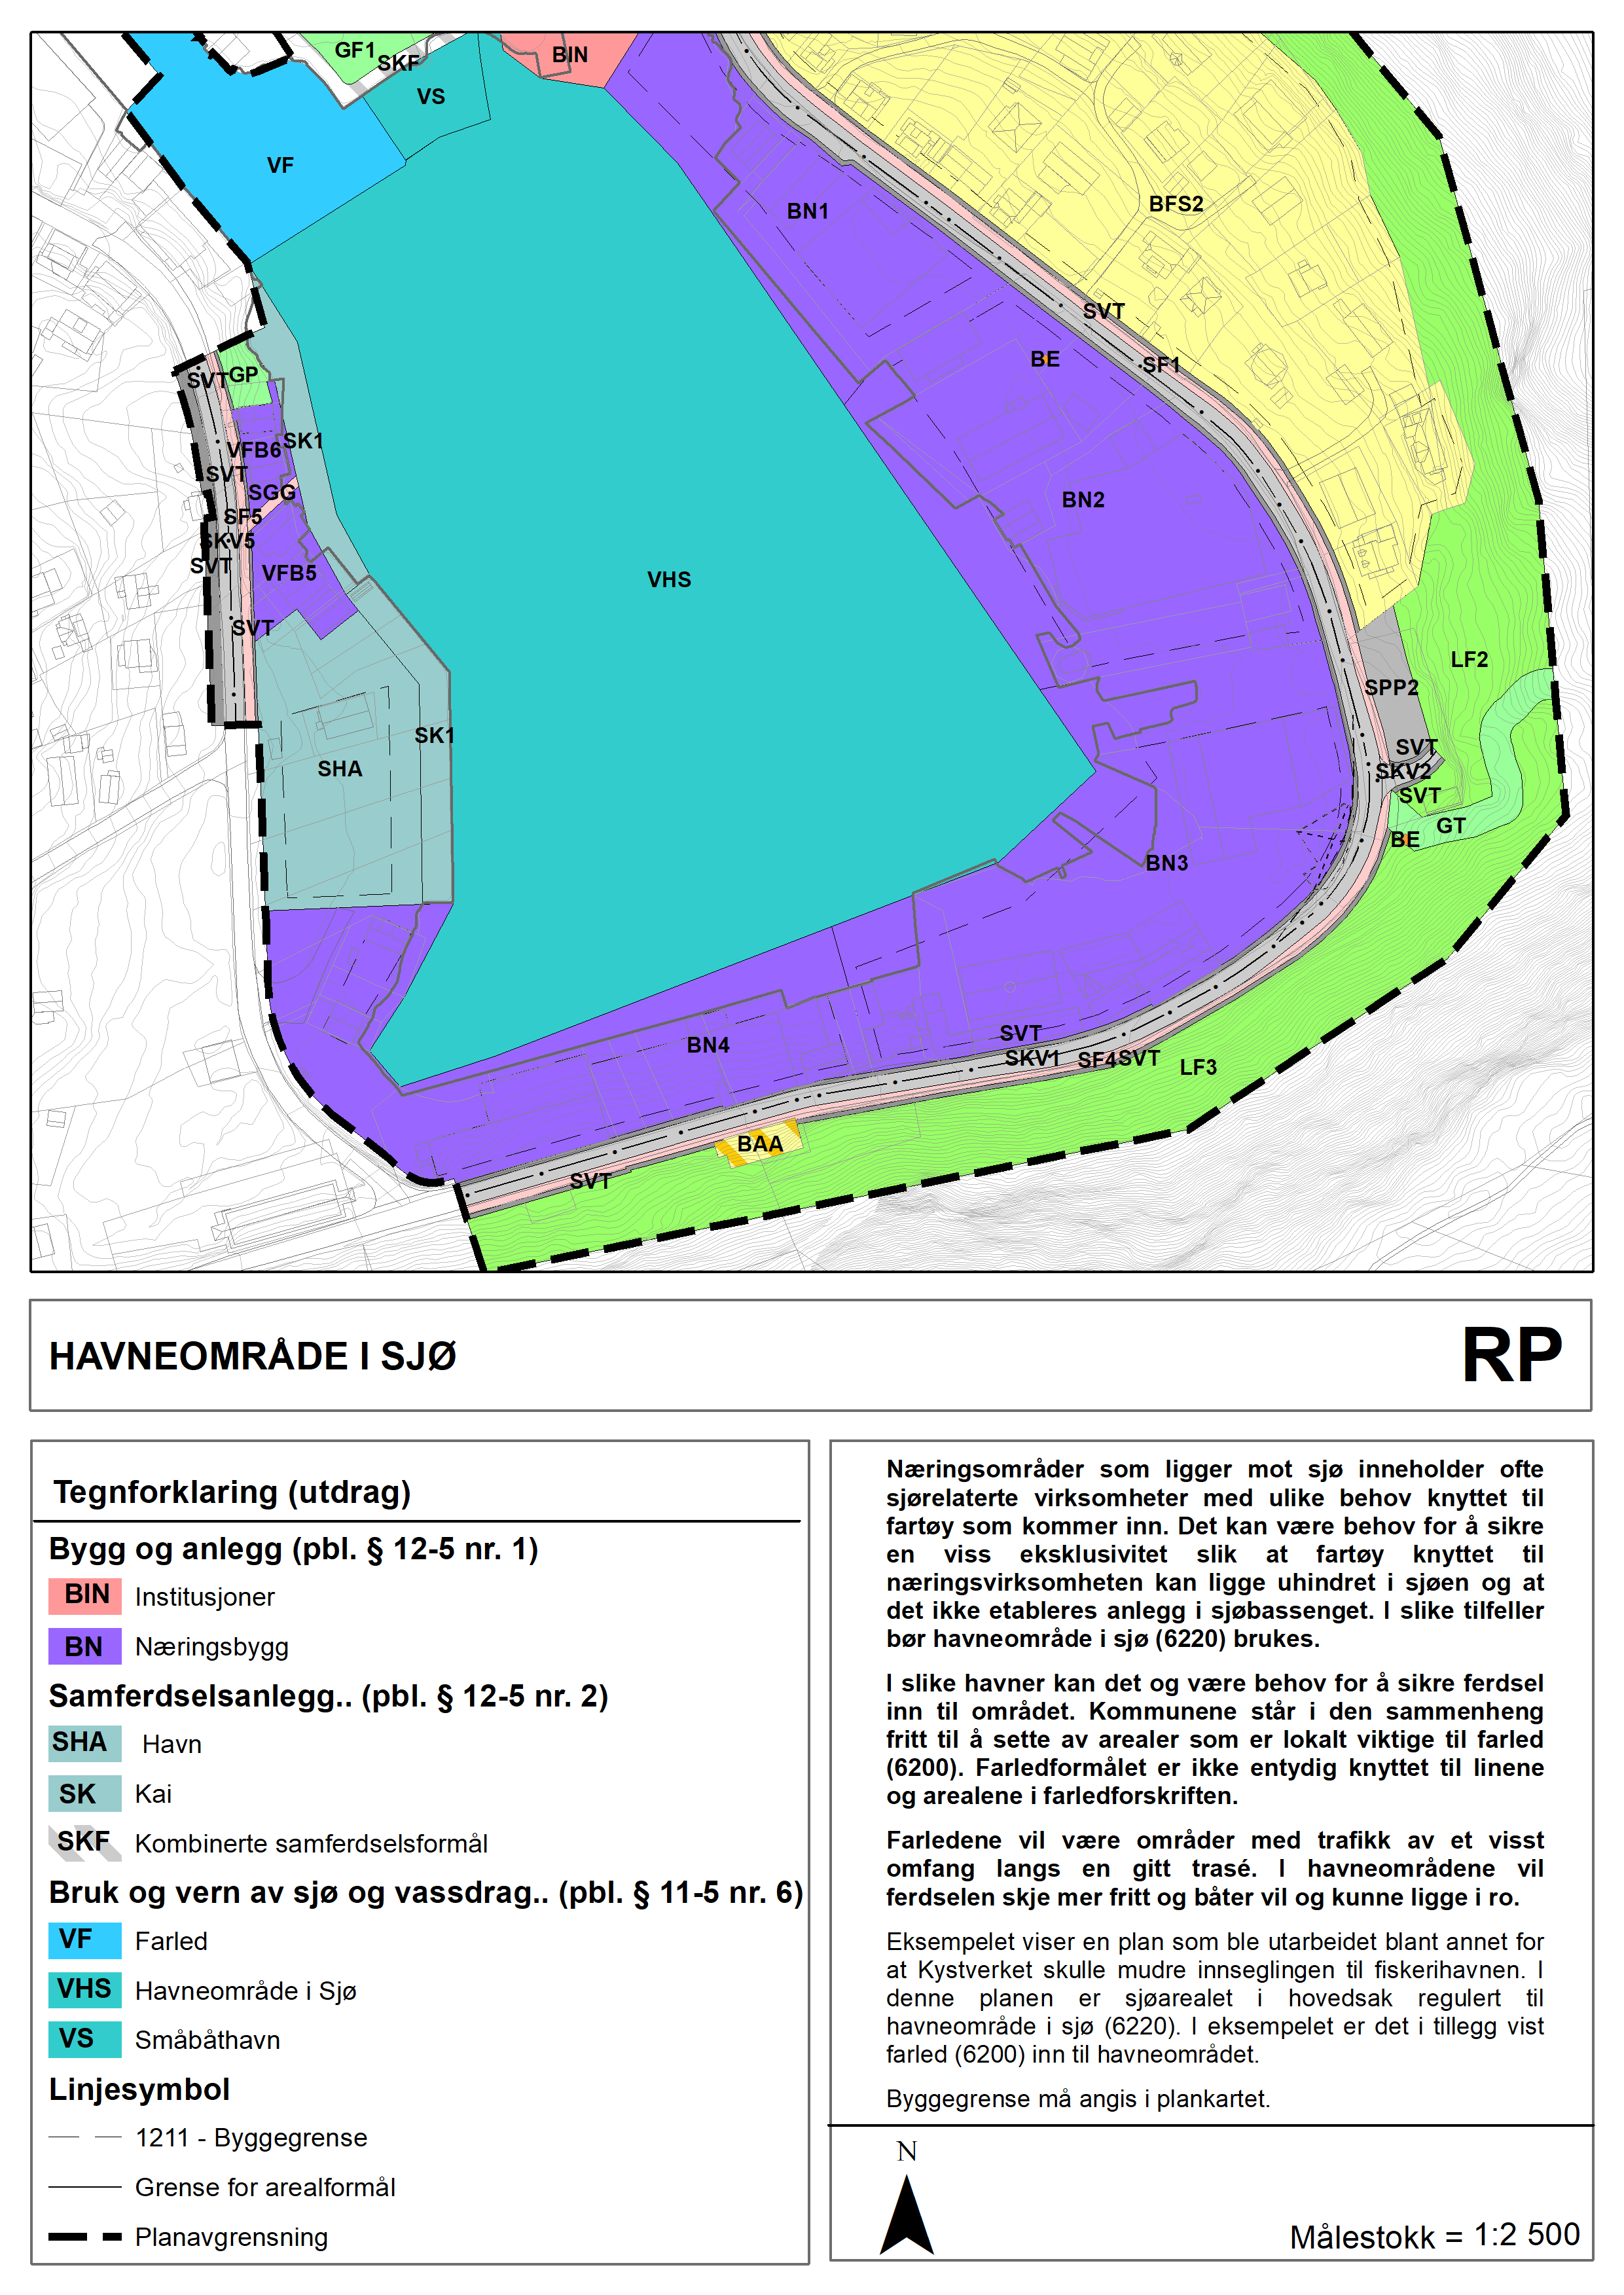 GF1
SKF
BIN
VS
VF
BN1
BFS2
SVT
BE
SF1
SVT
GP
VFB6
SK1
SVT
SGG
BN2
SF5
SKV5
SVT
VFB5
VHS
SVT
LF2
SPP2
SK1
SVT
SHA
SKV2
SVT
GT
BE
BN3
SVT
BN4
SKV1
SF4
SVT
LF3
BAA
SVT
HAVNEOMRÅDE I SJØ
RP
Tegnforklaring (utdrag)
Bygg og anlegg (pbl. § 12-5 nr. 1)
BIN Institusjoner
BN Næringsbygg
Samferdselsanlegg.. (pbl. § 12-5 nr. 2)
SHA Havn
SK Kai
SKF Kombinerte samferdselsformål
Bruk og vern av sjø og vassdrag.. (pbl. § 11-5 nr. 6)
VF Farled
VHS Havneområde i Sjø
VS Småbåthavn
Linjesymbol
1211 - Byggegrense
Grense for arealformål
Planavgrensning
Næringsområder som ligger mot sjø inneholder ofte
sjørelaterte virksomheter med ulike behov knyttet til
fartøy som kommer inn. Det kan være behov for å sikre
en viss eksklusivitet slik at fartøy knyttet til
næringsvirksomheten kan ligge uhindret i sjøen og at
det ikke etableres anlegg i sjøbassenget. I slike tilfeller
bør havneområde i sjø (6220) brukes.
I slike havner kan det og være behov for å sikre ferdsel
inn til området. Kommunene står i den sammenheng
fritt til å sette av arealer som er lokalt viktige til farled
(6200). Farledformålet er ikke entydig knyttet til linene
og arealene i farledforskriften.
Farledene vil være områder med trafikk av et visst
omfang langs en gitt trasé. I havneområdene vil
ferdselen skje mer fritt og båter vil og kunne ligge i ro.
Eksempelet viser en plan som ble utarbeidet blant annet for
at Kystverket skulle mudre innseglingen til fiskerihavnen. I
denne planen er sjøarealet i hovedsak regulert til
havneområde i sjø (6220). I eksempelet er det i tillegg vist
farled (6200) inn til havneområdet.
Byggegrense må angis i plankartet.
N
Målestokk = 1:2 500